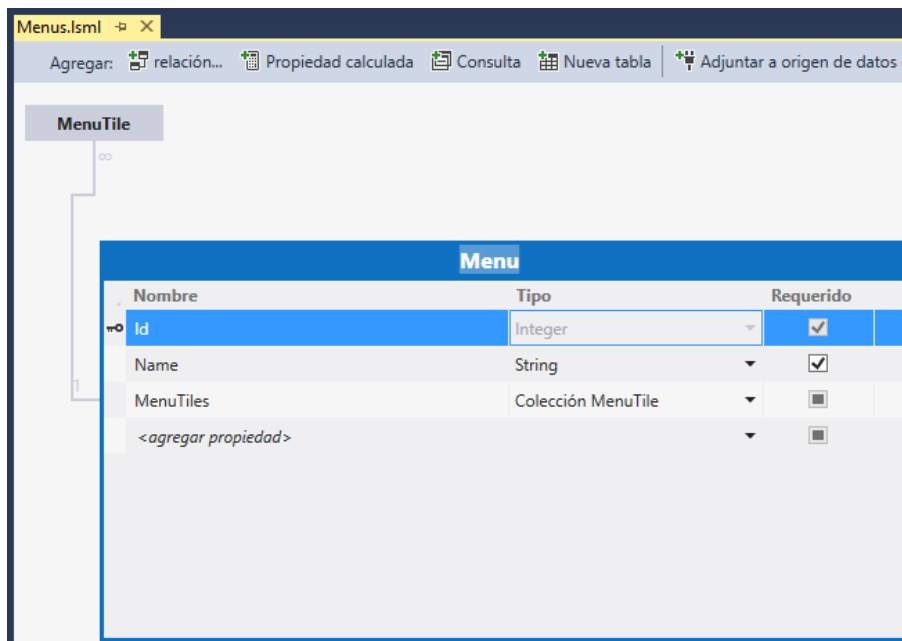 Menus.lsml
Agregar: relación... Propiedad calculada Consulta Nueva tabla Adjuntar a origen de datos
MenuTile
∞
Menu
Nombre Tipo Requerido
Id Integer
Name String
1
MenuTiles Colección MenuTile
<agregar propiedad>